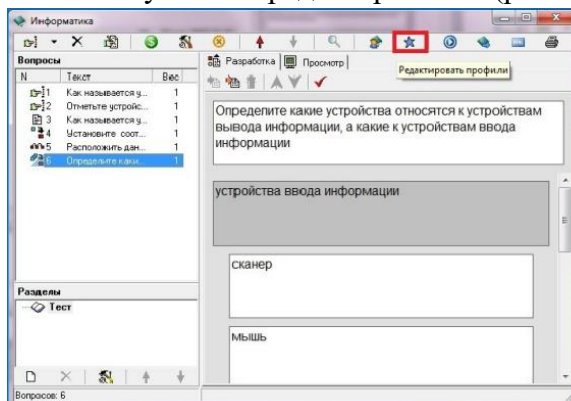 Информатика
Вопросы
N Текст Вес
1 Как называется у... 1
2 Отметьте устройс... 1
3 Как называется у... 1
4 Установите соот... 1
5 Расположить дан... 1
6 Определите каки... 1
Разделы
Тест
Вопросов: 6
Разработка Просмотр
Редактировать профили
Определите какие устройства относятся к устройствам
вывода информации, а какие к устройствам ввода
информации
устройства ввода информации
сканер
мышь